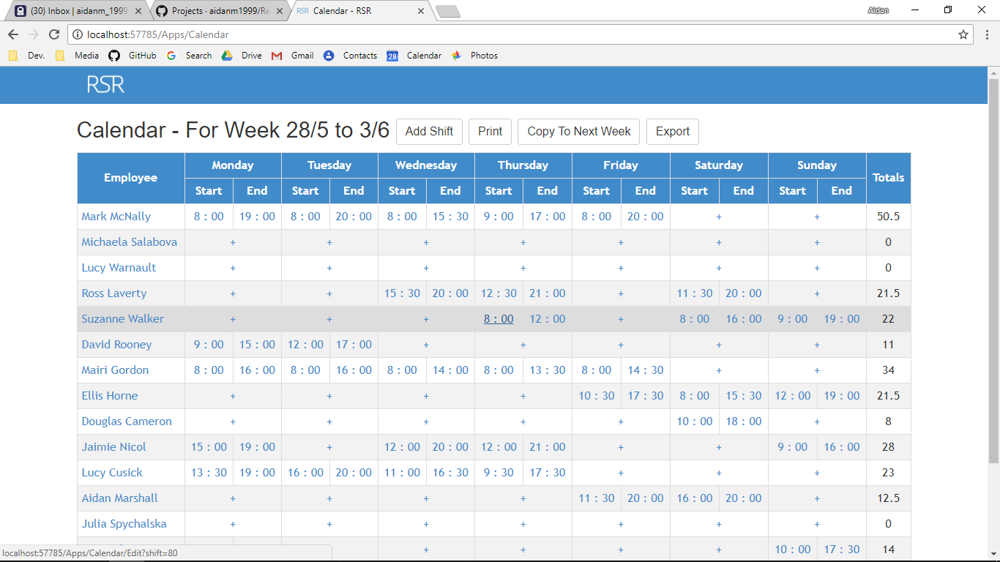 (30) Inbox | aidanm_1999
Projects · aidanm1999/Re
RSR Calendar - RSR
Aidan
localhost:57785/Apps/Calendar
Dev. Media GitHub Search Drive Gmail Contacts 28 Calendar Photos
RSR
Calendar - For Week 28/5 to 3/6 Add Shift Print Copy To Next Week Export
Employee Monday Tuesday Wednesday Thursday Friday Saturday Sunday Totals
Start End Start End Start End Start End Start End Start End Start End
Mark McNally 8 : 00 19 : 00 8 : 00 20 : 00 8 : 00 15 : 30 9 : 00 17 : 00 8 : 00 20 : 00 + + 50.5
Michaela Salabova + + + + + + + 0
Lucy Warnault + + + + + + + 0
Ross Laverty + + 15 : 30 20 : 00 12 : 30 21 : 00 + 11 : 30 20 : 00 + 21.5
Suzanne Walker + + + 8 : 00 12 : 00 + 8 : 00 16 : 00 9 : 00 19 : 00 22
David Rooney 9 : 00 15 : 00 12 : 00 17 : 00 + + + + + 11
Mairi Gordon 8 : 00 16 : 00 8 : 00 16 : 00 8 : 00 14 : 00 8 : 00 13 : 30 8 : 00 14 : 30 + + 34
Ellis Horne + + + + 10 : 30 17 : 30 8 : 00 15 : 30 12 : 00 19 : 00 21.5
Douglas Cameron + + + + + 10 : 00 18 : 00 + 8
Jaimie Nicol 15 : 00 19 : 00 + 12 : 00 20 : 00 12 : 00 21 : 00 + + 9 : 00 16 : 00 28
Lucy Cusick 13 : 30 19 : 00 16 : 00 20 : 00 11 : 00 16 : 30 9 : 30 17 : 30 + + + 23
Aidan Marshall + + + + 11 : 30 20 : 00 16 : 00 20 : 00 + 12.5
Julia Spychalska + + + + + + + 0
+ + + + 10 : 00 17 : 30 14
localhost:57785/Apps/Calendar/Edit?shift=80